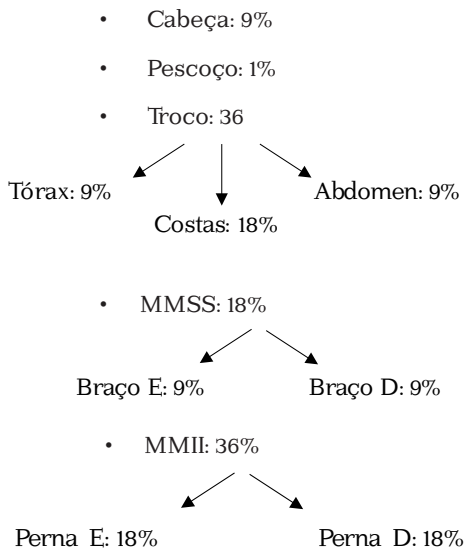 • Cabeça: 9%
• Pescoço: 1%
• Troco: 36
Tórax: 9%
Abdomen: 9%
Costas: 18%
• MMSS: 18%
Braço E: 9%
Braço D: 9%
• MMII: 36%
Perna E: 18%
Perna D: 18%